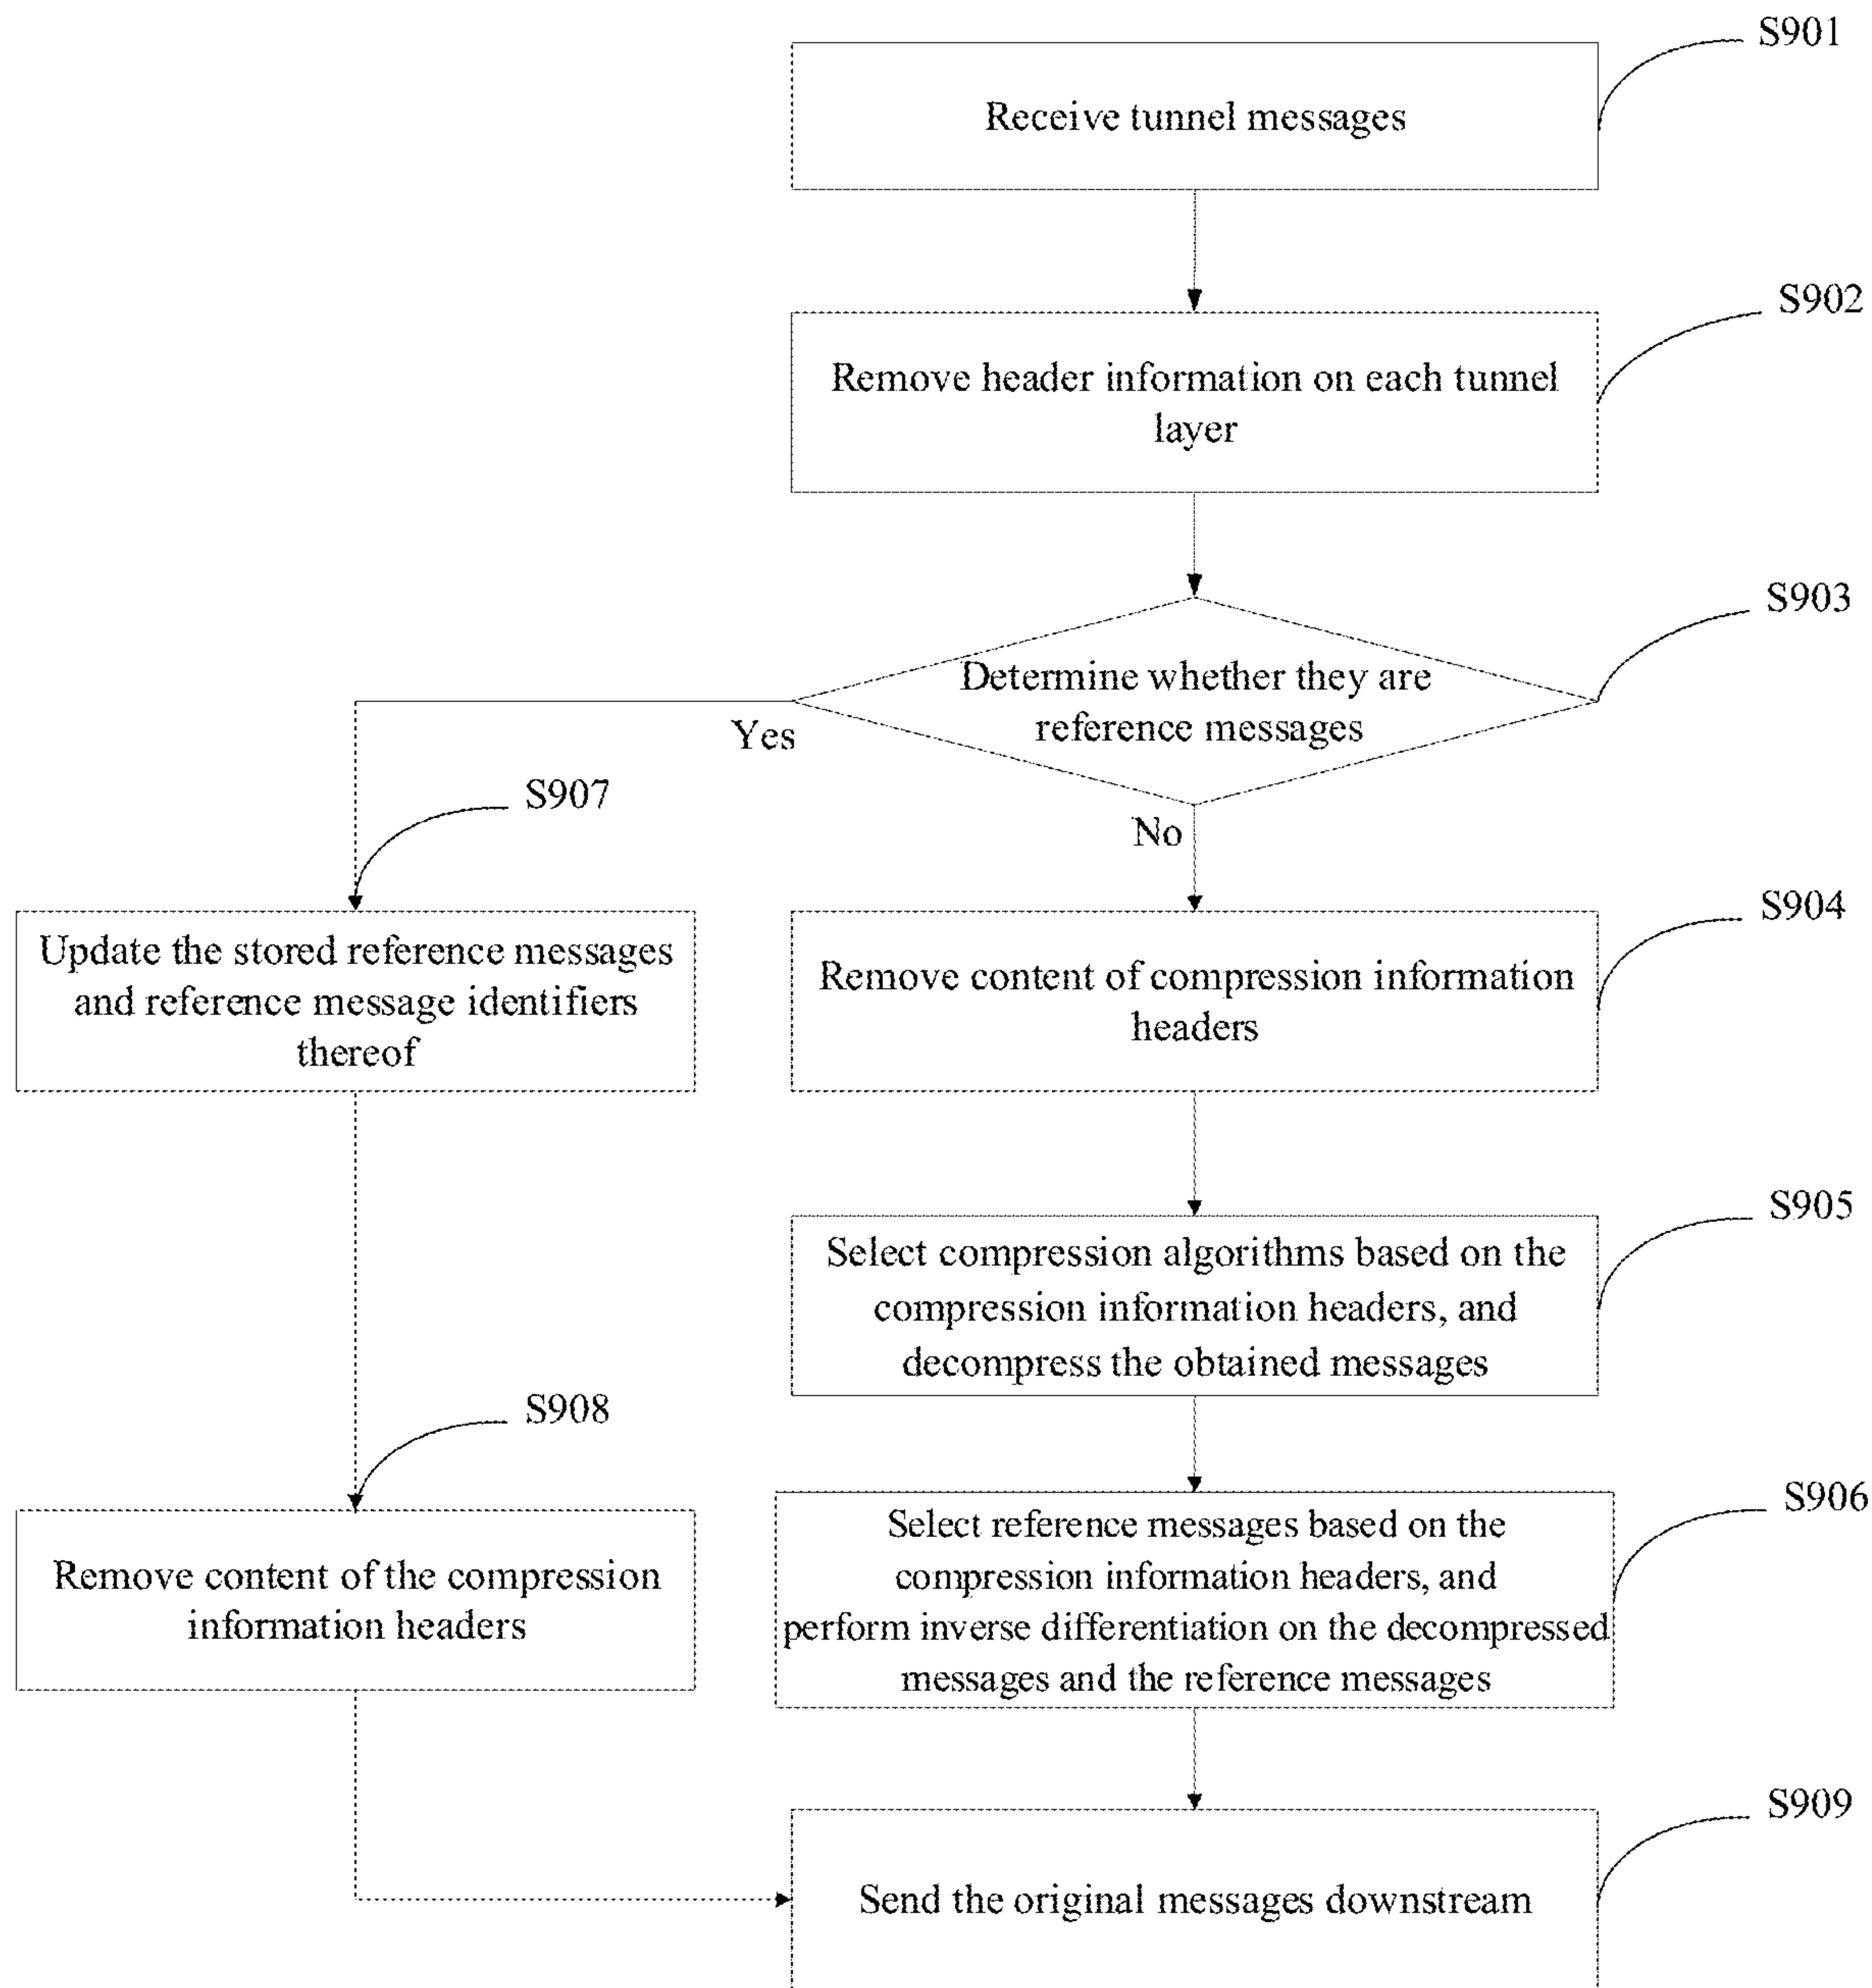 S901
Receive tunnel messages
S902
Remove header information on each tunnel
layer
S903
Determine whether they are
reference messages
Yes
No
S907
Update the stored reference messages
and reference message identifiers
thereof
S904
Remove content of compression information
headers
S905
Select compression algorithms based on the
compression information headers, and
decompress the obtained messages
S908
Remove content of the compression
information headers
S906
Select reference messages based on the
compression information headers, and
perform inverse differentiation on the decompressed
messages and the reference messages
S909
Send the original messages downstream